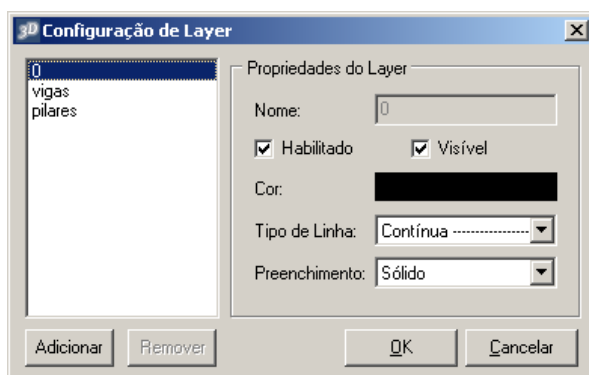 3D Configuração de Layer
0
vigas
pilares
Propriedades do Layer
Nome: 0
Habilitado Visível
Cor:
Tipo de Linha: Contínua ----------------
Preenchimento: Sólido
Adicionar Remover OK Cancelar